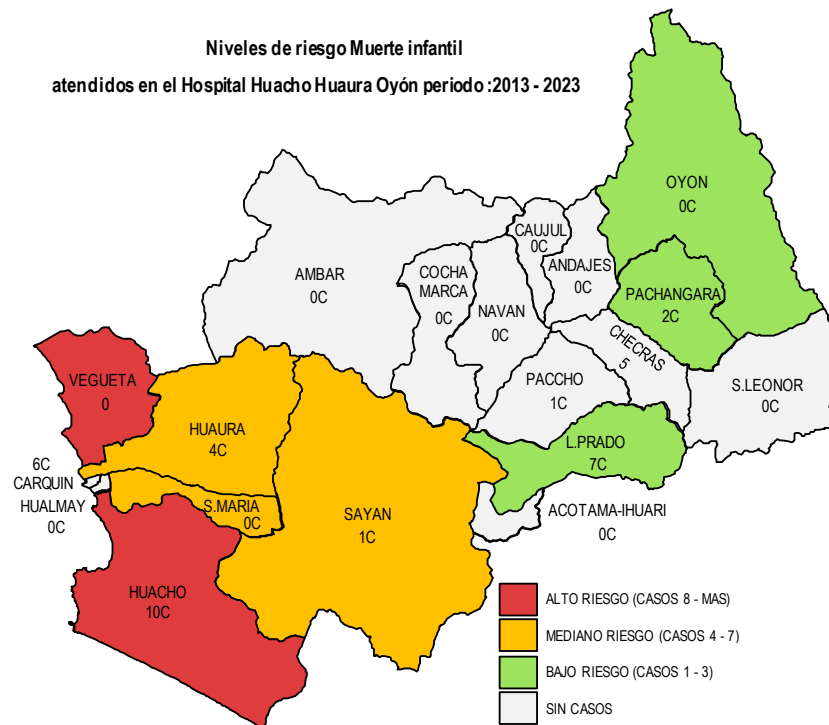 Niveles de riesgo Muerte infantil
atendidos en el Hospital Huacho Huaura Oyón periodo :2013 - 2023
OYON
0C
CAUJUL
0C
ANDAJES
0C
AMBAR
0C
COCHA
MARCA
0C
NAVAN
0C
PACHANGARA
2C
CHECRAS
5
VEGUETA
0
PACCHO
1C
S.LEONOR
0C
HUAURA
4C
L.PRADO
7C
6C
CARQUIN
HUALMAY
0C
S.MARIA
0C
SAYAN
1C
ACOTAMA-IHUARI
0C
HUACHO
10C
ALTO RIESGO (CASOS 8 - MAS)
MEDIANO RIESGO (CASOS 4 - 7)
BAJO RIESGO (CASOS 1 - 3)
SIN CASOS